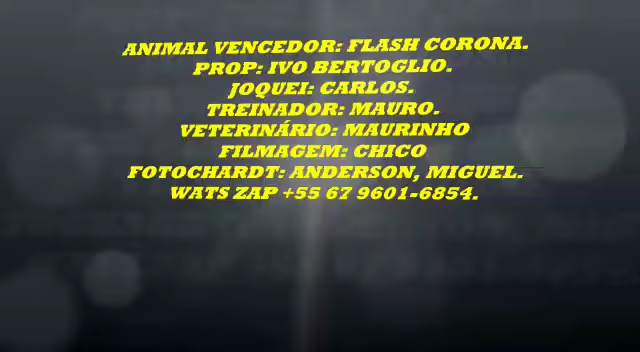 ANIMAL VENCEDOR: FLASH CORONA.
PROP: IVO BERTOGLIO.
JOQUEI: CARLOS.
TREINADOR: MAURO.
VETERINÁRIO: MAURINHO
FILMAGEM: CHICO
FOTOCHARDT: ANDERSON, MIGUEL.
WATS ZAP +55 67 9601-6854.